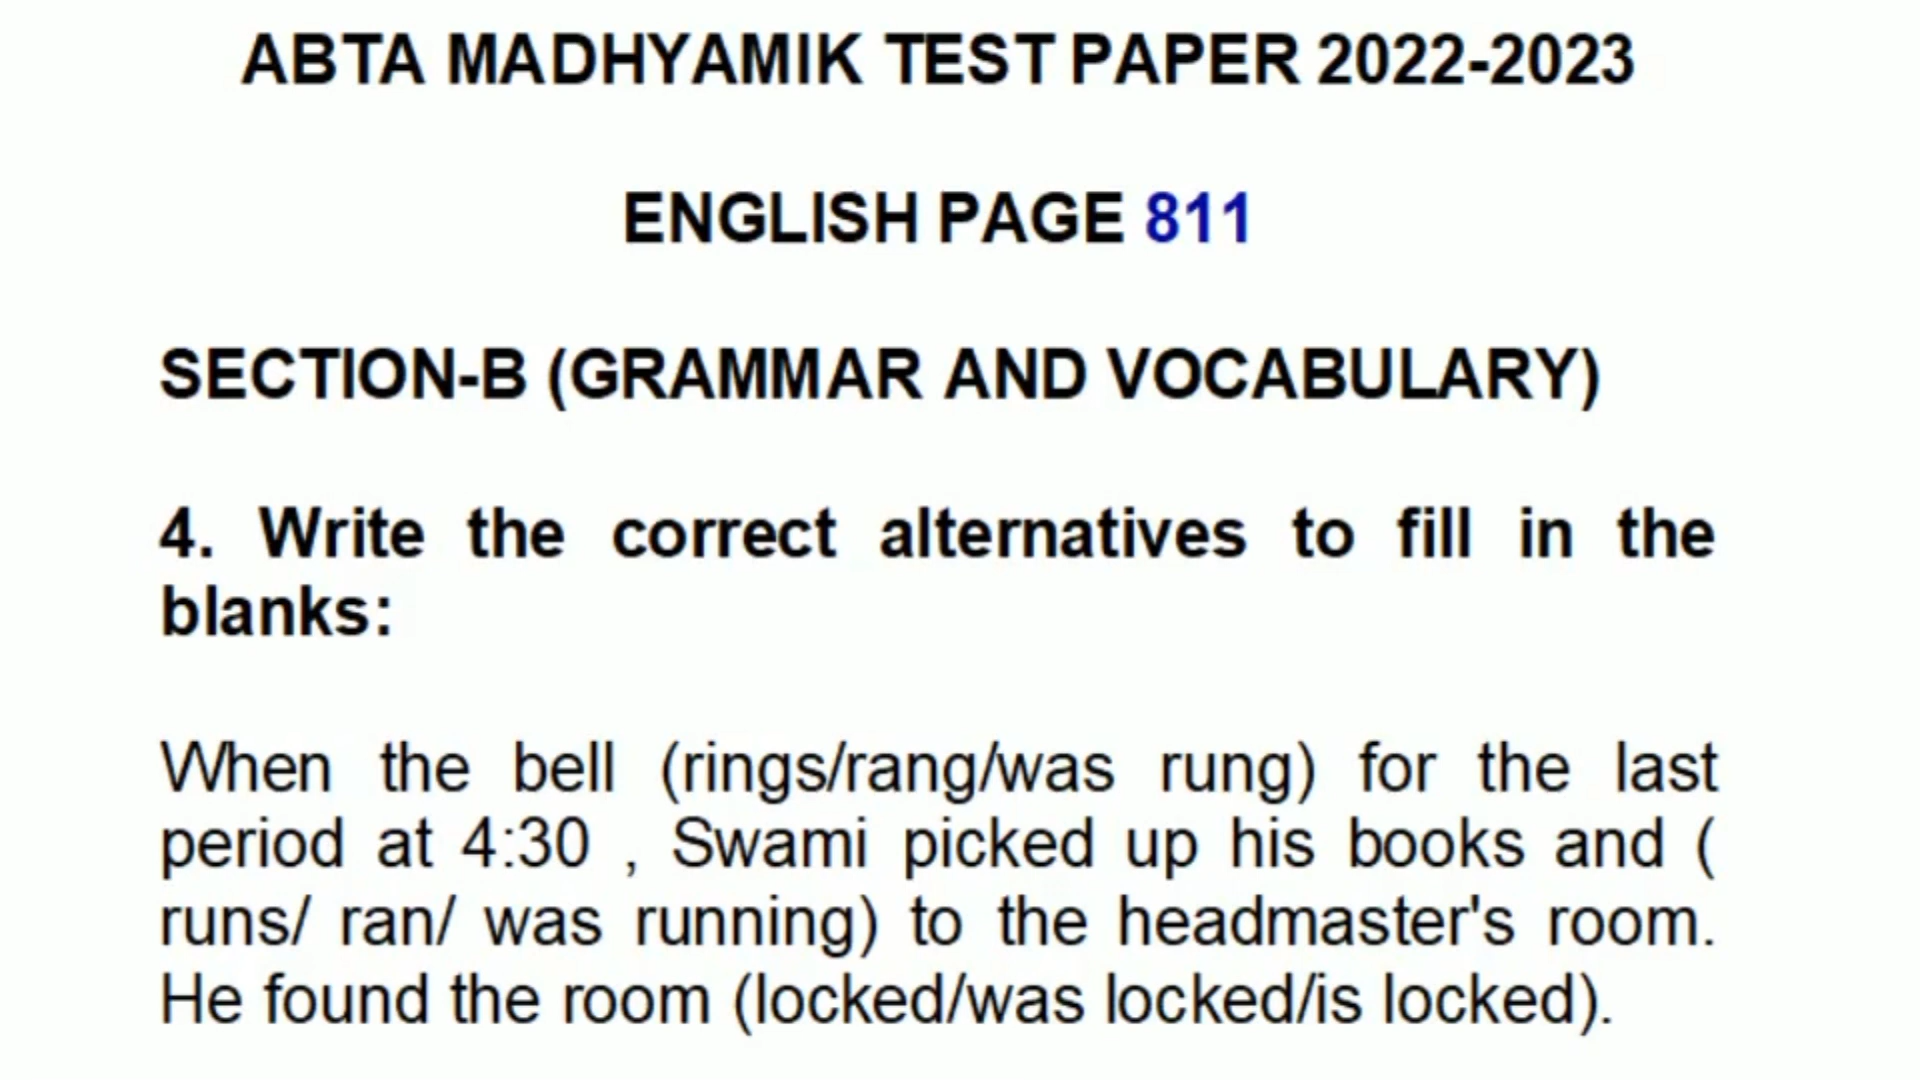 ABTA MADHYAMIK TEST PAPER 2022-2023
ENGLISH PAGE 811
SECTION-B (GRAMMAR AND VOCABULARY)
4. Write the correct alternatives to fill in the
blanks:
When the bell (rings/rang/was rung) for the last
period at 4:30 , Swami picked up his books and (
runs/ ran/ was running) to the headmaster's room.
He found the room (locked/was locked/is locked).